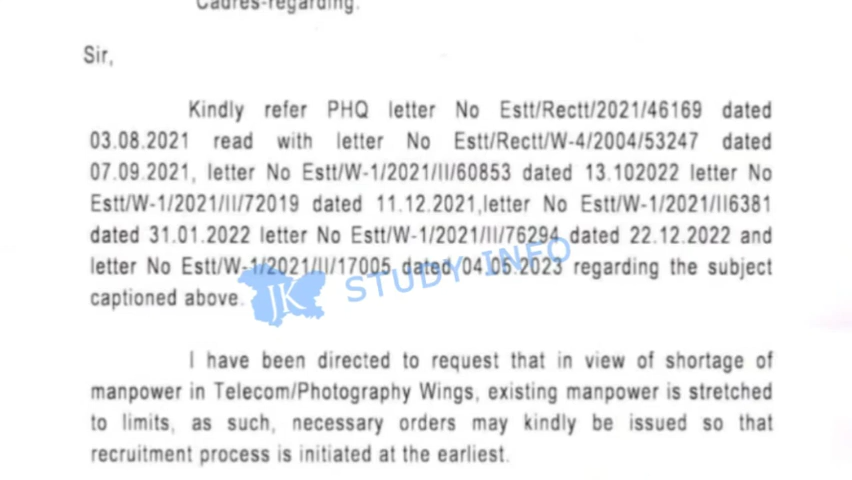 Cadres-regarding.
Sir,
Kindly refer PHQ letter No Estt/Rectt/2021/46169 dated
03.08.2021 read with letter No Estt/Rectt/W-4/2004/53247 dated
07.09.2021, letter No Estt/W-1/2021/II/60853 dated 13.102022 letter No
Estt/W-1/2021/II/72019 dated 11.12.2021,letter No Estt/W-1/2021/II6381
dated 31.01.2022 letter No Estt/W-1/2021/II/76294 dated 22.12.2022 and
letter No Estt/W-1/2021/II/17005 dated 04.05.2023 regarding the subject
captioned above.
JK STUDY INFO
I have been directed to request that in view of shortage of
manpower in Telecom/Photography Wings, existing manpower is stretched
to limits, as such, necessary orders may kindly be issued so that
recruitment process is initiated at the earliest.